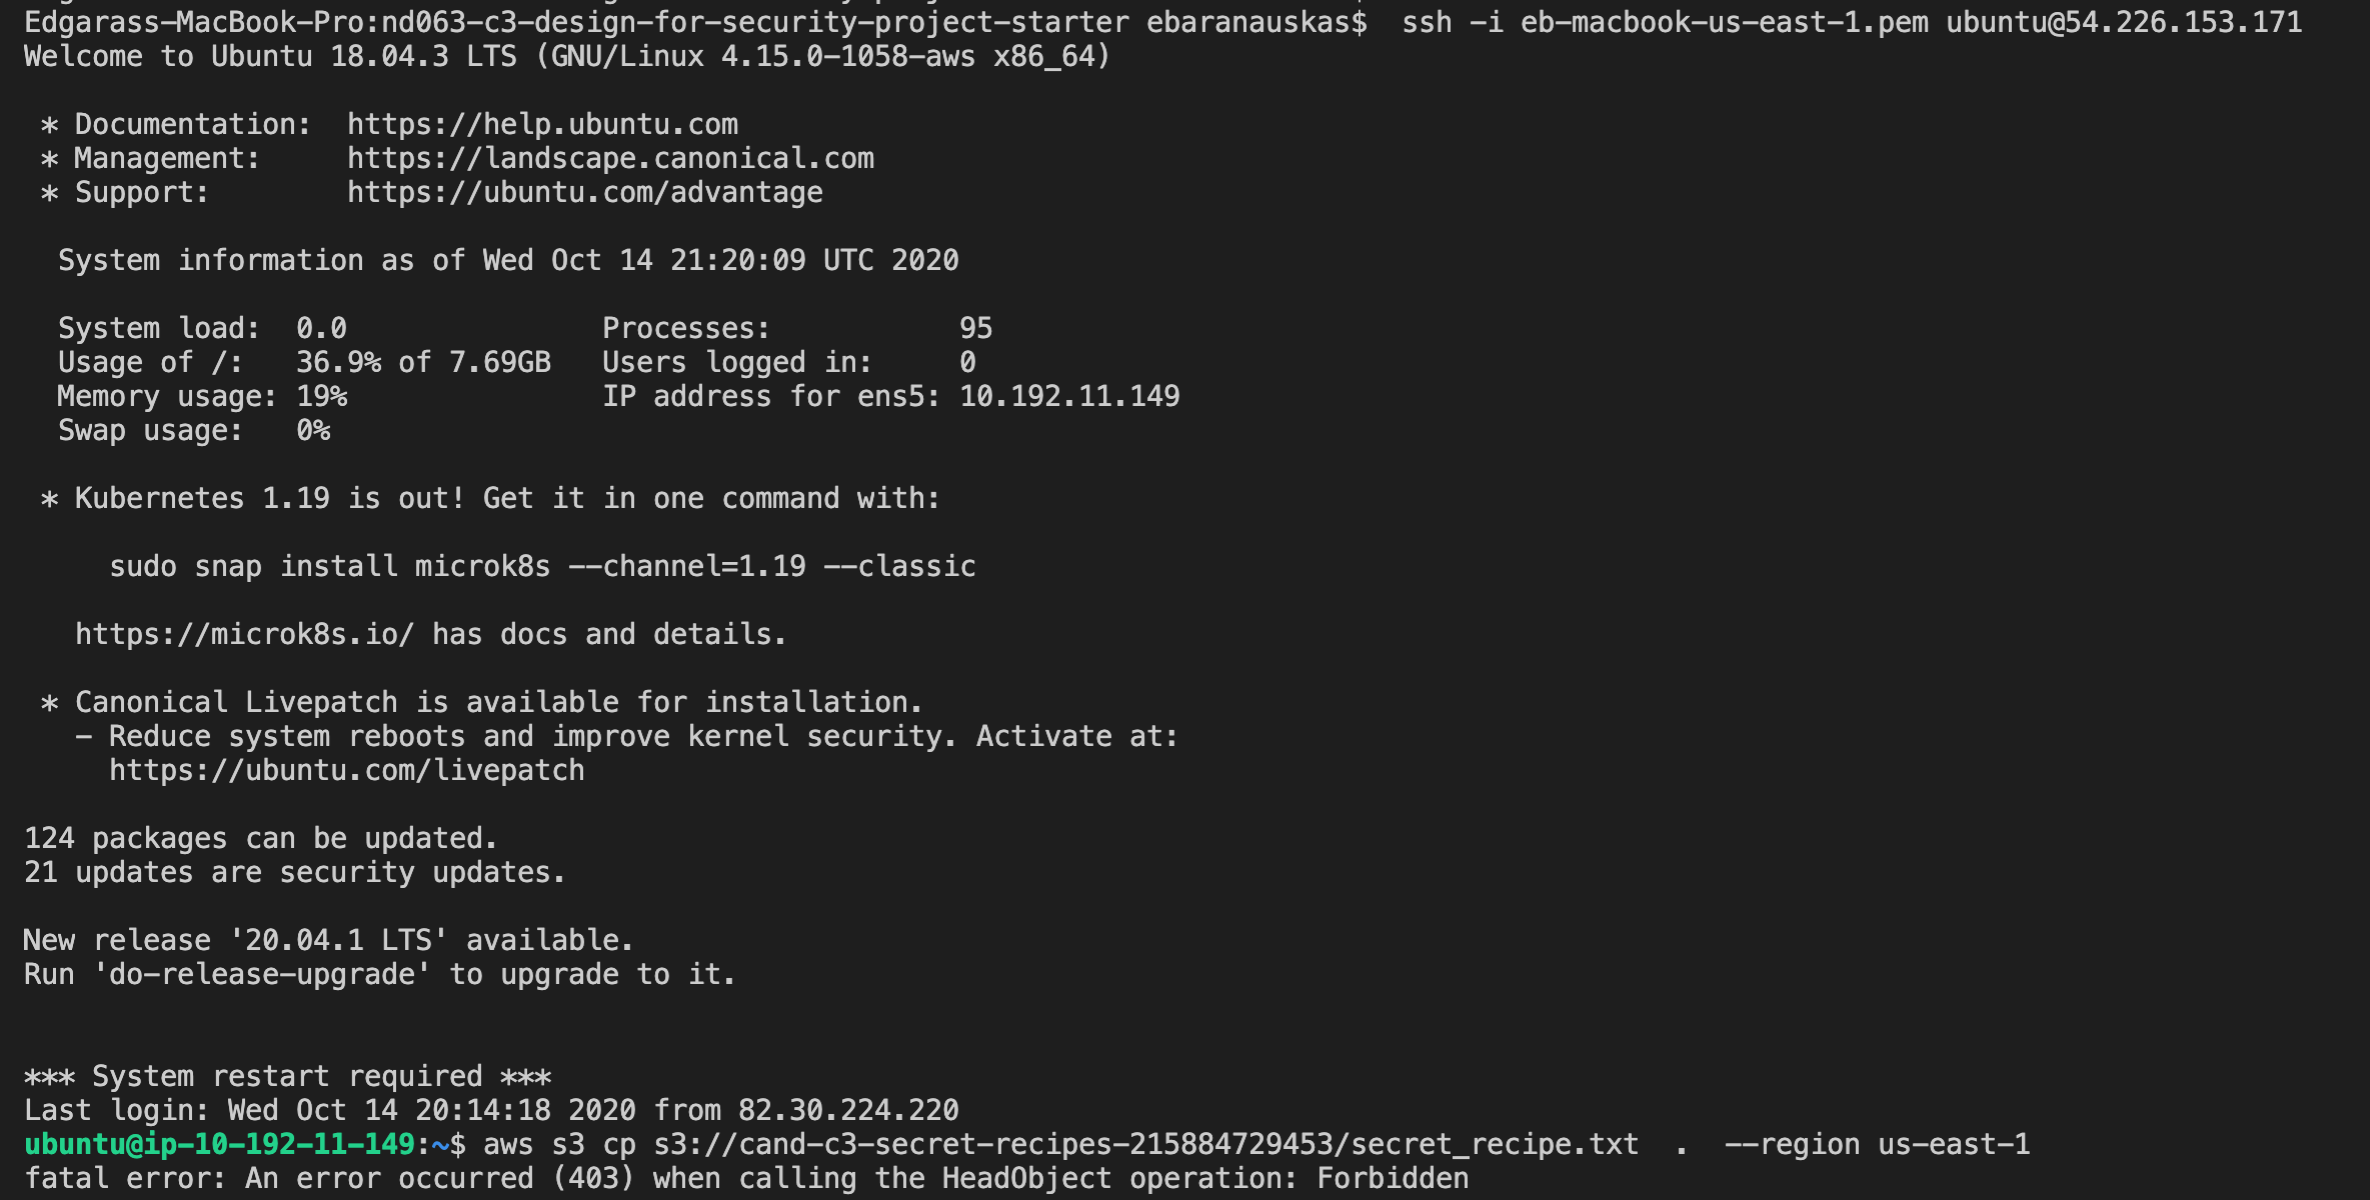 Edgarass-MacBook-Pro:nd063-c3-design-for-security-project-starter ebaranauskas$  ssh -i eb-macbook-us-east-1.pem ubuntu@54.226.153.171
Welcome to Ubuntu 18.04.3 LTS (GNU/Linux 4.15.0-1058-aws x86_64)

 * Documentation:  https://help.ubuntu.com
 * Management:     https://landscape.canonical.com
 * Support:        https://ubuntu.com/advantage

  System information as of Wed Oct 14 21:20:09 UTC 2020

  System load:  0.0               Processes:           95
  Usage of /:   36.9% of 7.69GB   Users logged in:     0
  Memory usage: 19%               IP address for ens5: 10.192.11.149
  Swap usage:   0%

 * Kubernetes 1.19 is out! Get it in one command with:

     sudo snap install microk8s --channel=1.19 --classic

   https://microk8s.io/ has docs and details.

 * Canonical Livepatch is available for installation.
   - Reduce system reboots and improve kernel security. Activate at:
     https://ubuntu.com/livepatch

124 packages can be updated.
21 updates are security updates.

New release '20.04.1 LTS' available.
Run 'do-release-upgrade' to upgrade to it.

*** System restart required ***
Last login: Wed Oct 14 20:14:18 2020 from 82.30.224.220
ubuntu@ip-10-192-11-149:~$ aws s3 cp s3://cand-c3-secret-recipes-215884729453/secret_recipe.txt  .  --region us-east-1
fatal error: An error occurred (403) when calling the HeadObject operation: Forbidden